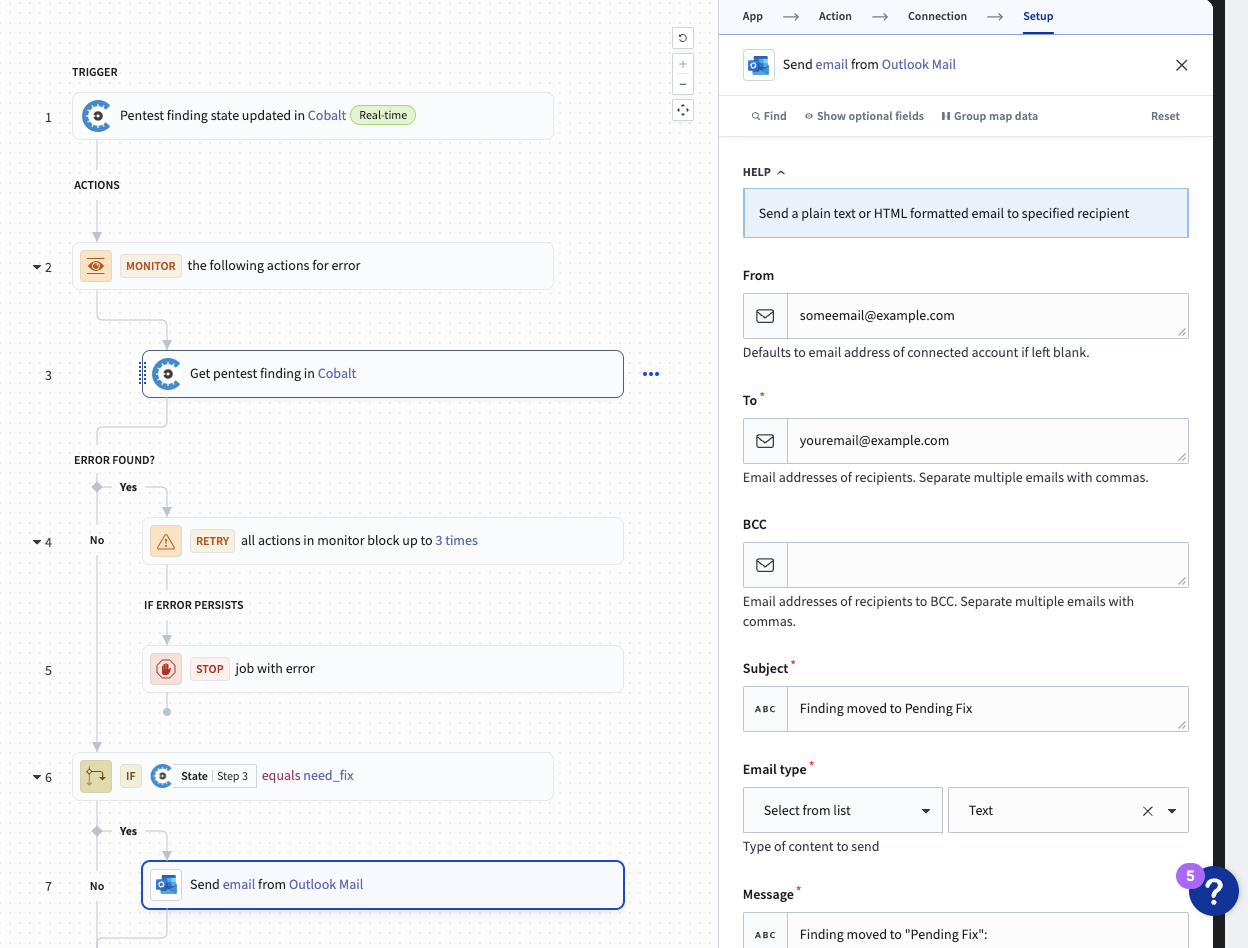 TRIGGER
1
Pentest finding state updated in Cobalt Real-time
ACTIONS
2
MONITOR the following actions for error
3
Get pentest finding in Cobalt
ERROR FOUND?
Yes
No
4
RETRY all actions in monitor block up to 3 times
IF ERROR PERSISTS
5
STOP job with error
6
IF State Step 3 equals need_fix
Yes
No
7
Send email from Outlook Mail
App Action Connection Setup
Send email from Outlook Mail
Find Show optional fields Group map data Reset
HELP
Send a plain text or HTML formatted email to specified recipient
From
someemail@example.com
Defaults to email address of connected account if left blank.
To *
youremail@example.com
Email addresses of recipients. Separate multiple emails with commas.
BCC
Email addresses of recipients to BCC. Separate multiple emails with
commas.
Subject *
ABC Finding moved to Pending Fix
Email type *
Select from list Text
Type of content to send
Message *
ABC Finding moved to "Pending Fix":
5
?